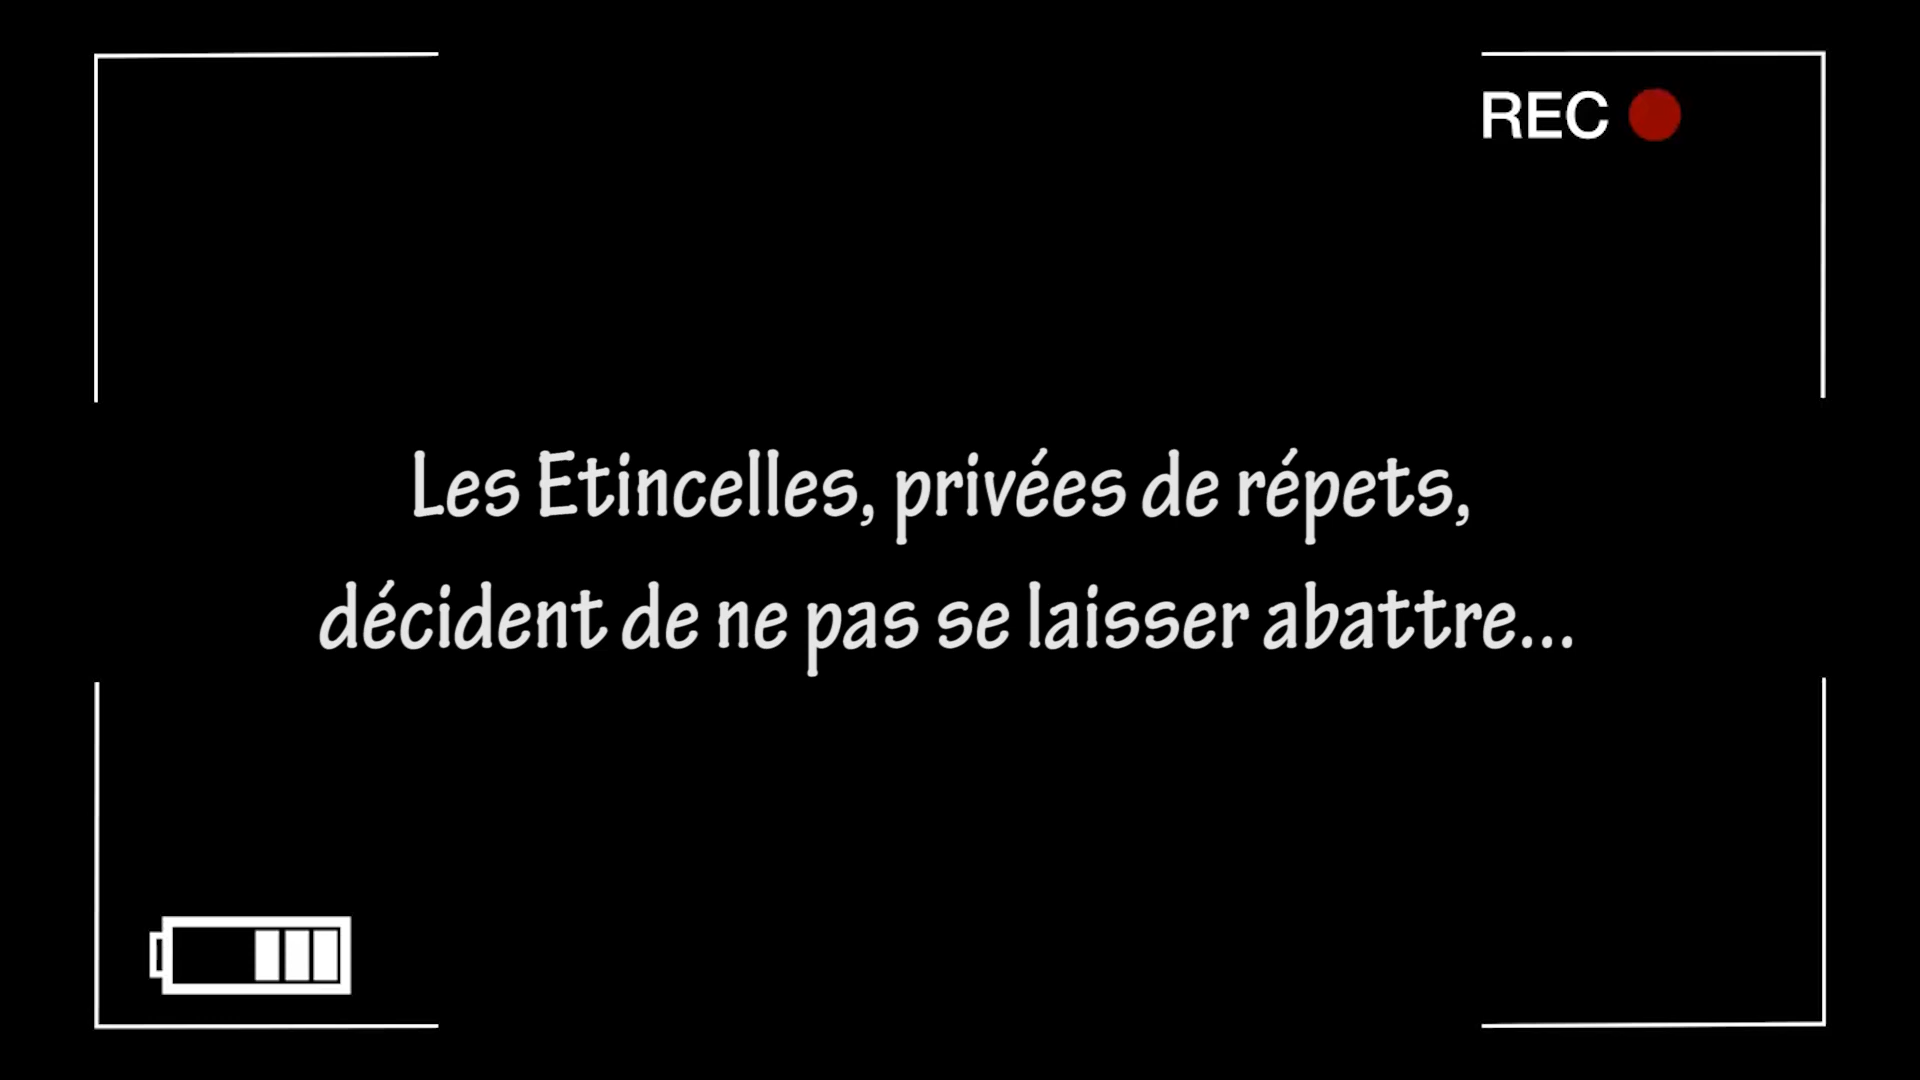 REC
Les Etincelles, privées de répets,
décident de ne pas se laisser abattre...